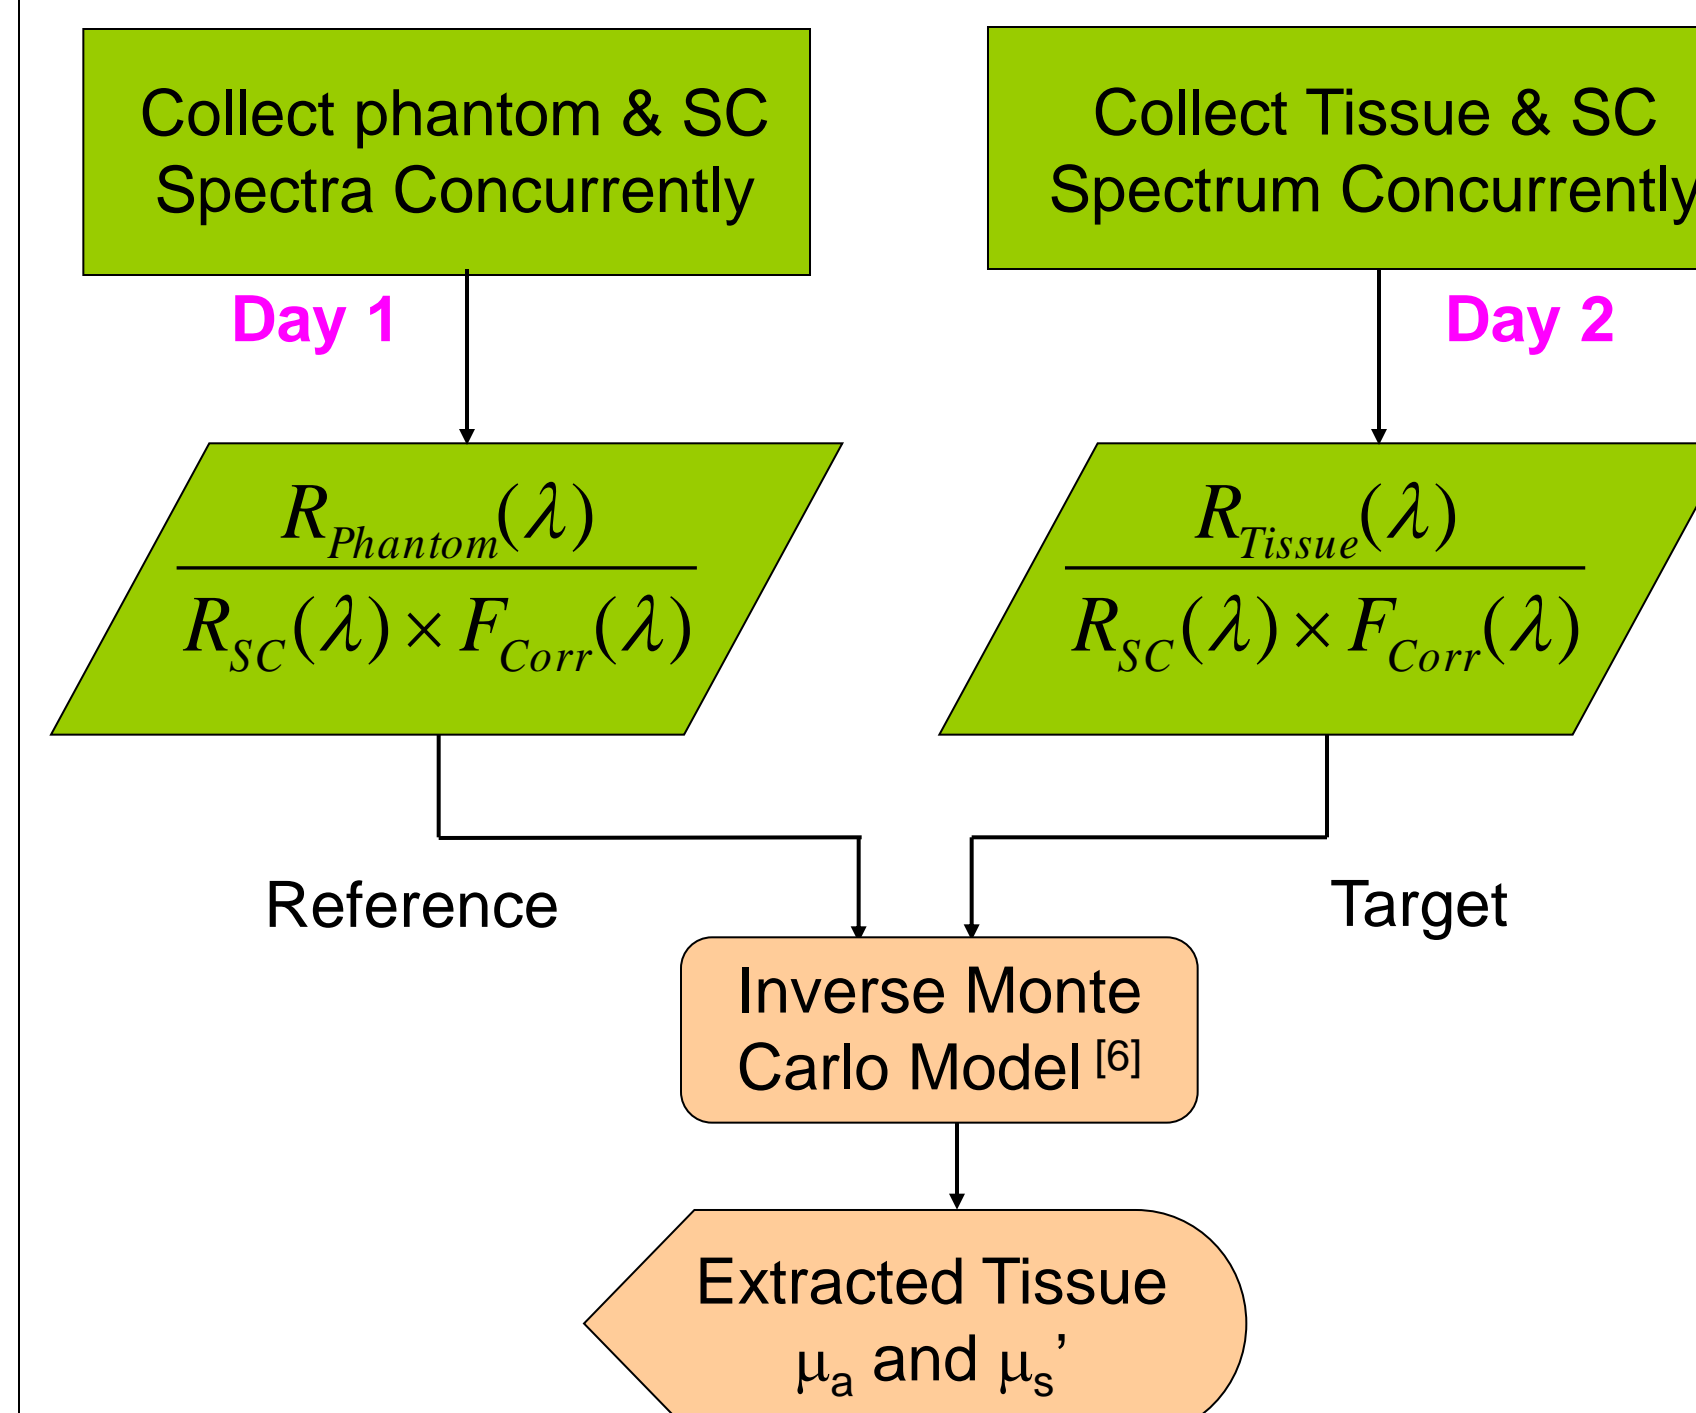 Collect phantom & SC
Spectra Concurrently
Collect Tissue & SC
Spectrum Concurrently
Day 1
Day 2
R_Phantom(λ)
R_SC(λ) × F_Corr(λ)
R_Tissue(λ)
R_SC(λ) × F_Corr(λ)
Reference
Target
Inverse Monte
Carlo Model [6]
Extracted Tissue
μa and μs’